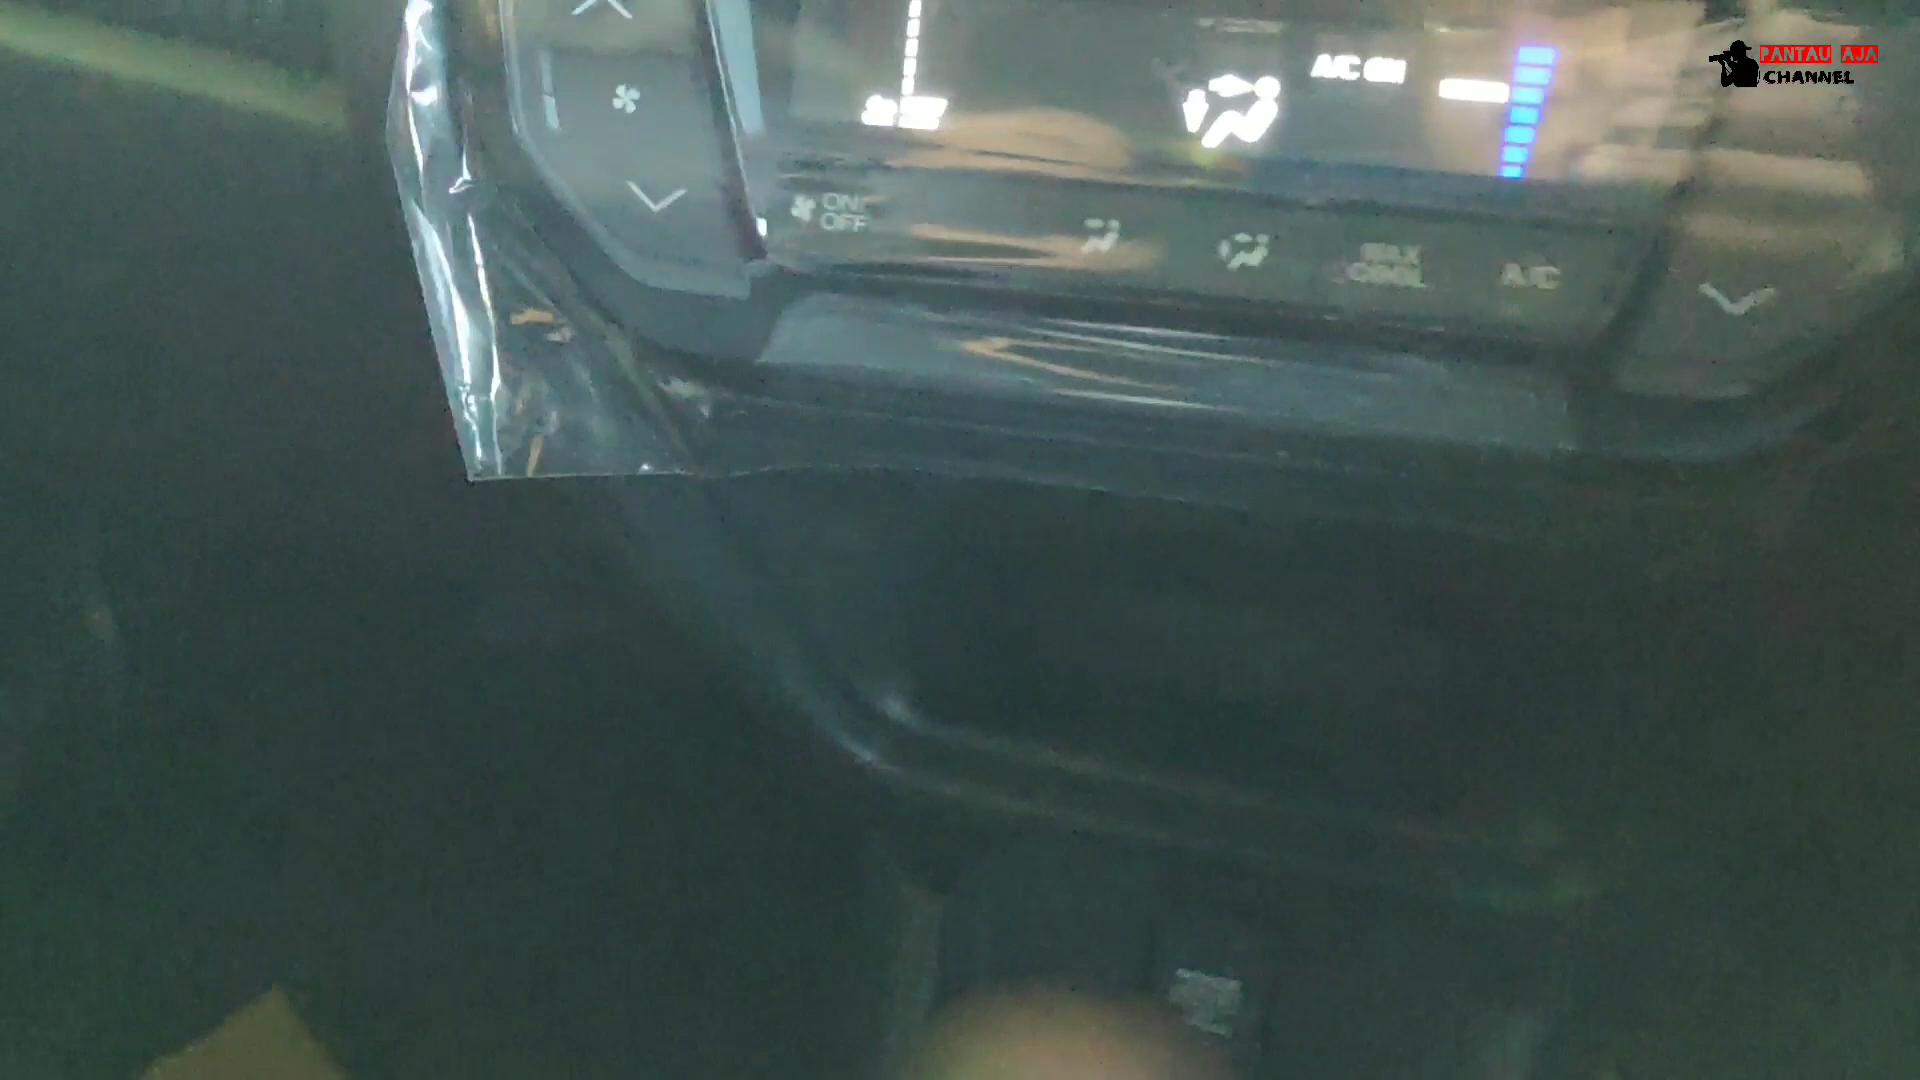 PANTAU AJA
CHANNEL
A/C ON
ON/
OFF
MAX
COOL
A/C